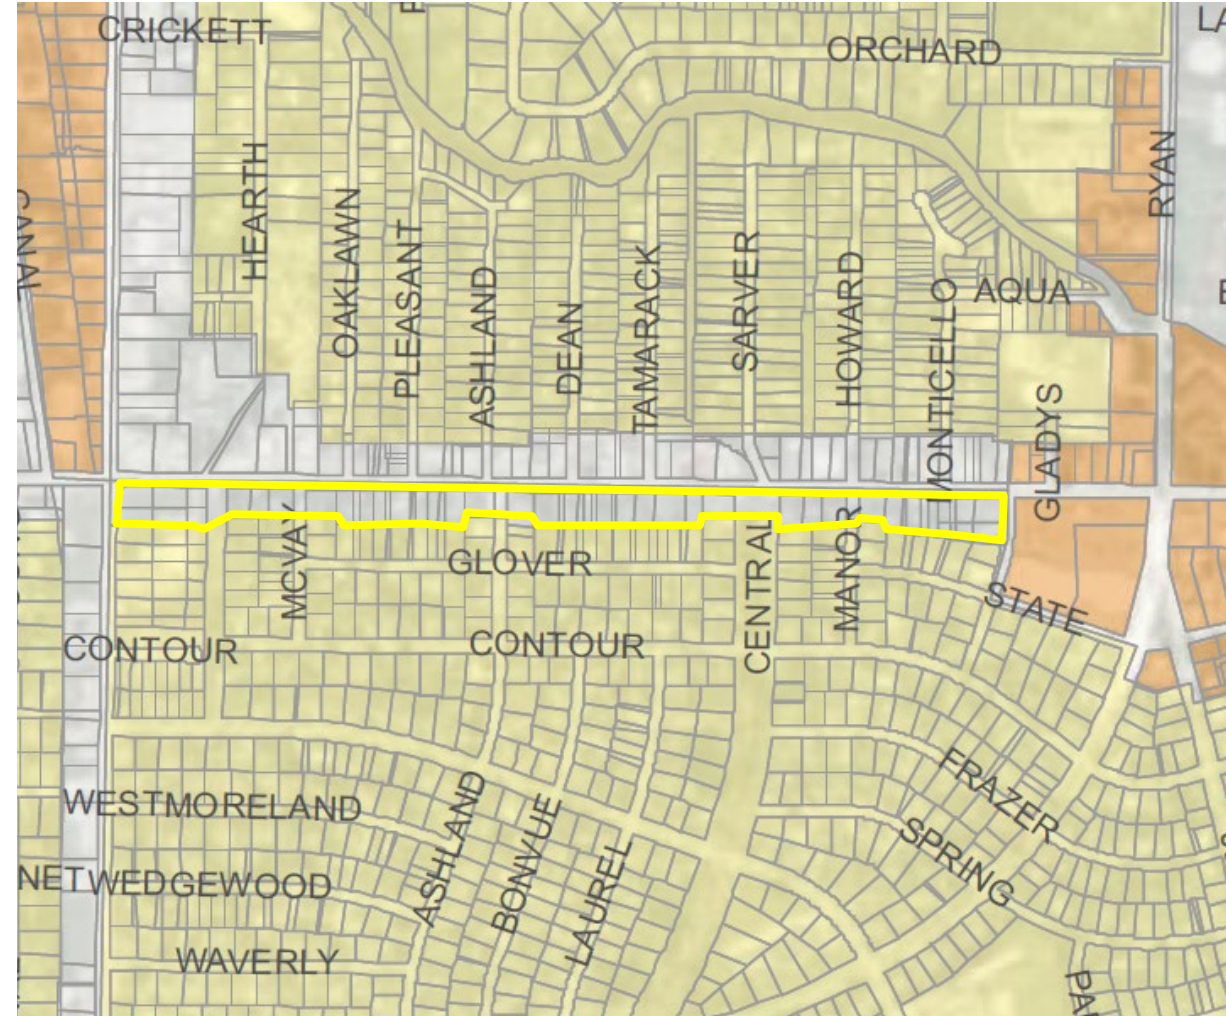 CRICKETT
ORCHARD
RYAN
HEARTH
CANAL
OAKLAWN
PLEASANT
ASHLAND
DEAN
TAMARACK
SARVER
HOWARD
MONTICELLO
AQUA
GLADYS
MCVAY
GLOVER
CENTRAL
MANOR
STATE
CONTOUR
CONTOUR
FRAZER
WESTMORELAND
ASHLAND
BONVUE
LAUREL
SPRING
WEDGEWOOD
WAVERLY